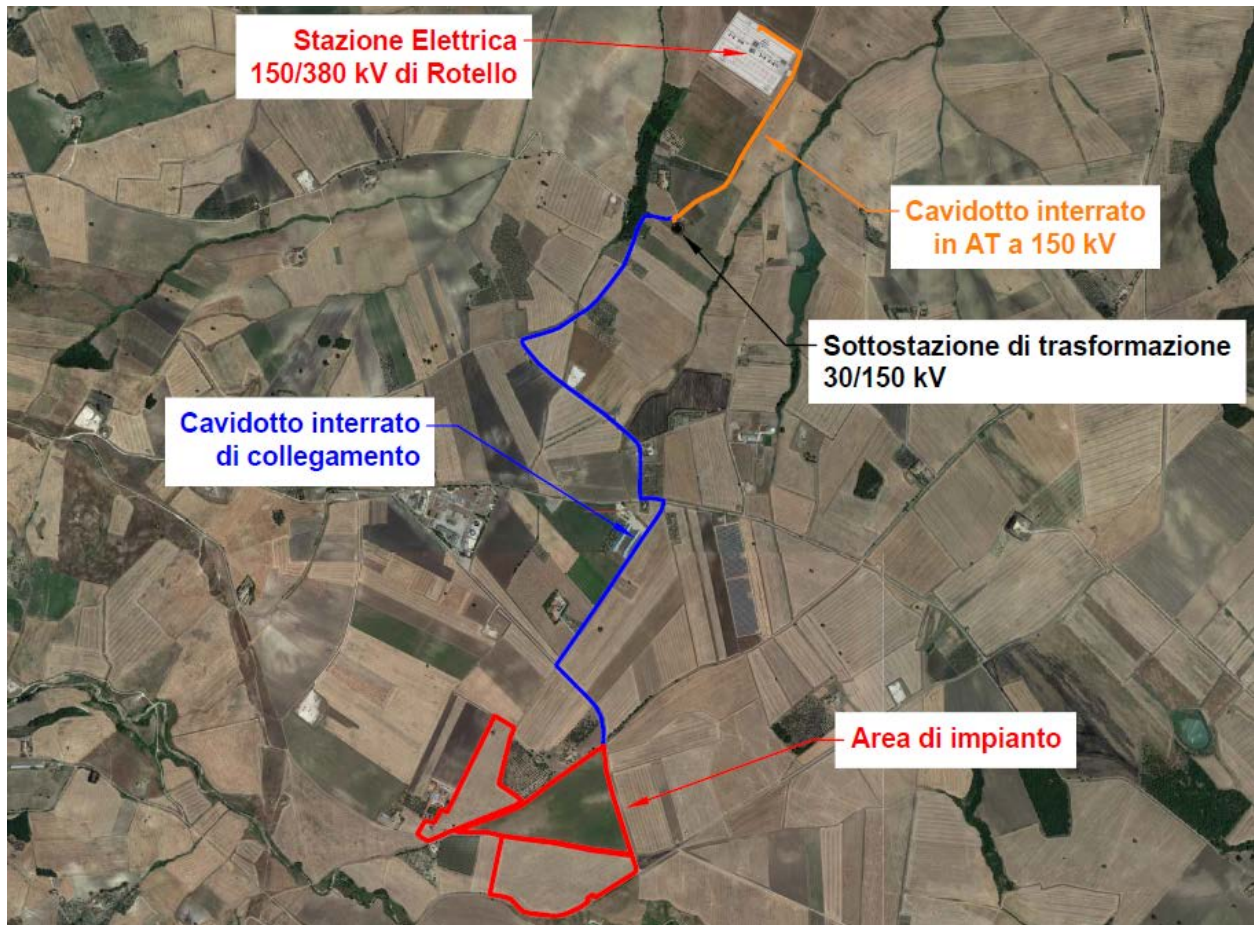 Stazione Elettrica
150/380 kV di Rotello
Cavidotto interrato
in AT a 150 kV
Sottostazione di trasformazione
30/150 kV
Cavidotto interrato
di collegamento
Area di impianto